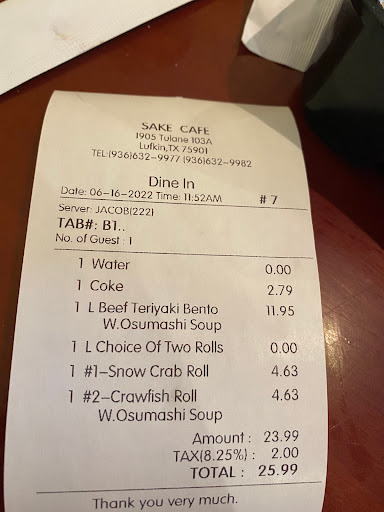 SAKE CAFE
1905 Tulane 103A
Lufkin,TX 75901
TEL:(936)632-9977 (936)632-9982
Dine In
Date: 06-16-2022 Time: 11:52AM # 7
Server: JACOB(222)
TAB#: B1..
No. of Guest : 1
1 Water 0.00
1 Coke 2.79
1 L Beef Teriyaki Bento 11.95
W.Osumashi Soup
1 L Choice Of Two Rolls 0.00
1 #1-Snow Crab Roll 4.63
1 #2-Crawfish Roll 4.63
W.Osumashi Soup
Amount : 23.99
TAX(8.25%) : 2.00
TOTAL : 25.99
Thank you very much.